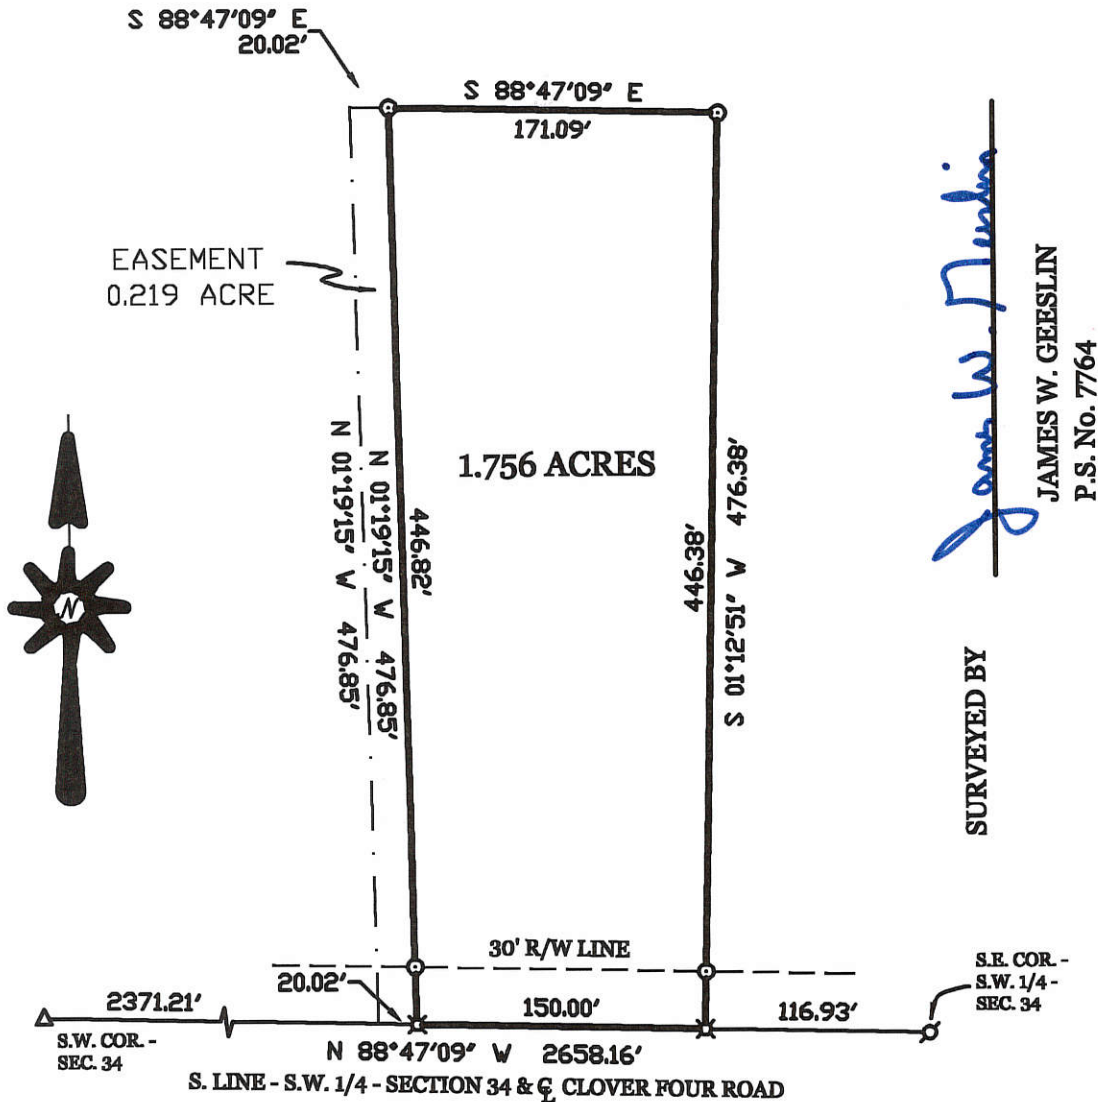 S 88°47'09" E
20.02'
S 88°47'09" E
171.09'
EASEMENT
0.219 ACRE
1.756 ACRES
N 01°19'15" W 476.85'
N 01°19'15" W 476.85'
446.82'
446.38'
S 01°12'51" W 476.38'
N
James W. Geeslin
JAMES W. GEESLIN
P.S. No. 7764
SURVEYED BY
30' R/W LINE
20.02'
2371.21'
150.00'
116.93'
S.E. COR. -
S.W. 1/4 -
SEC. 34
S.W. COR. -
SEC. 34
N 88°47'09" W 2658.16'
S. LINE - S.W. 1/4 - SECTION 34 & ℄ CLOVER FOUR ROAD